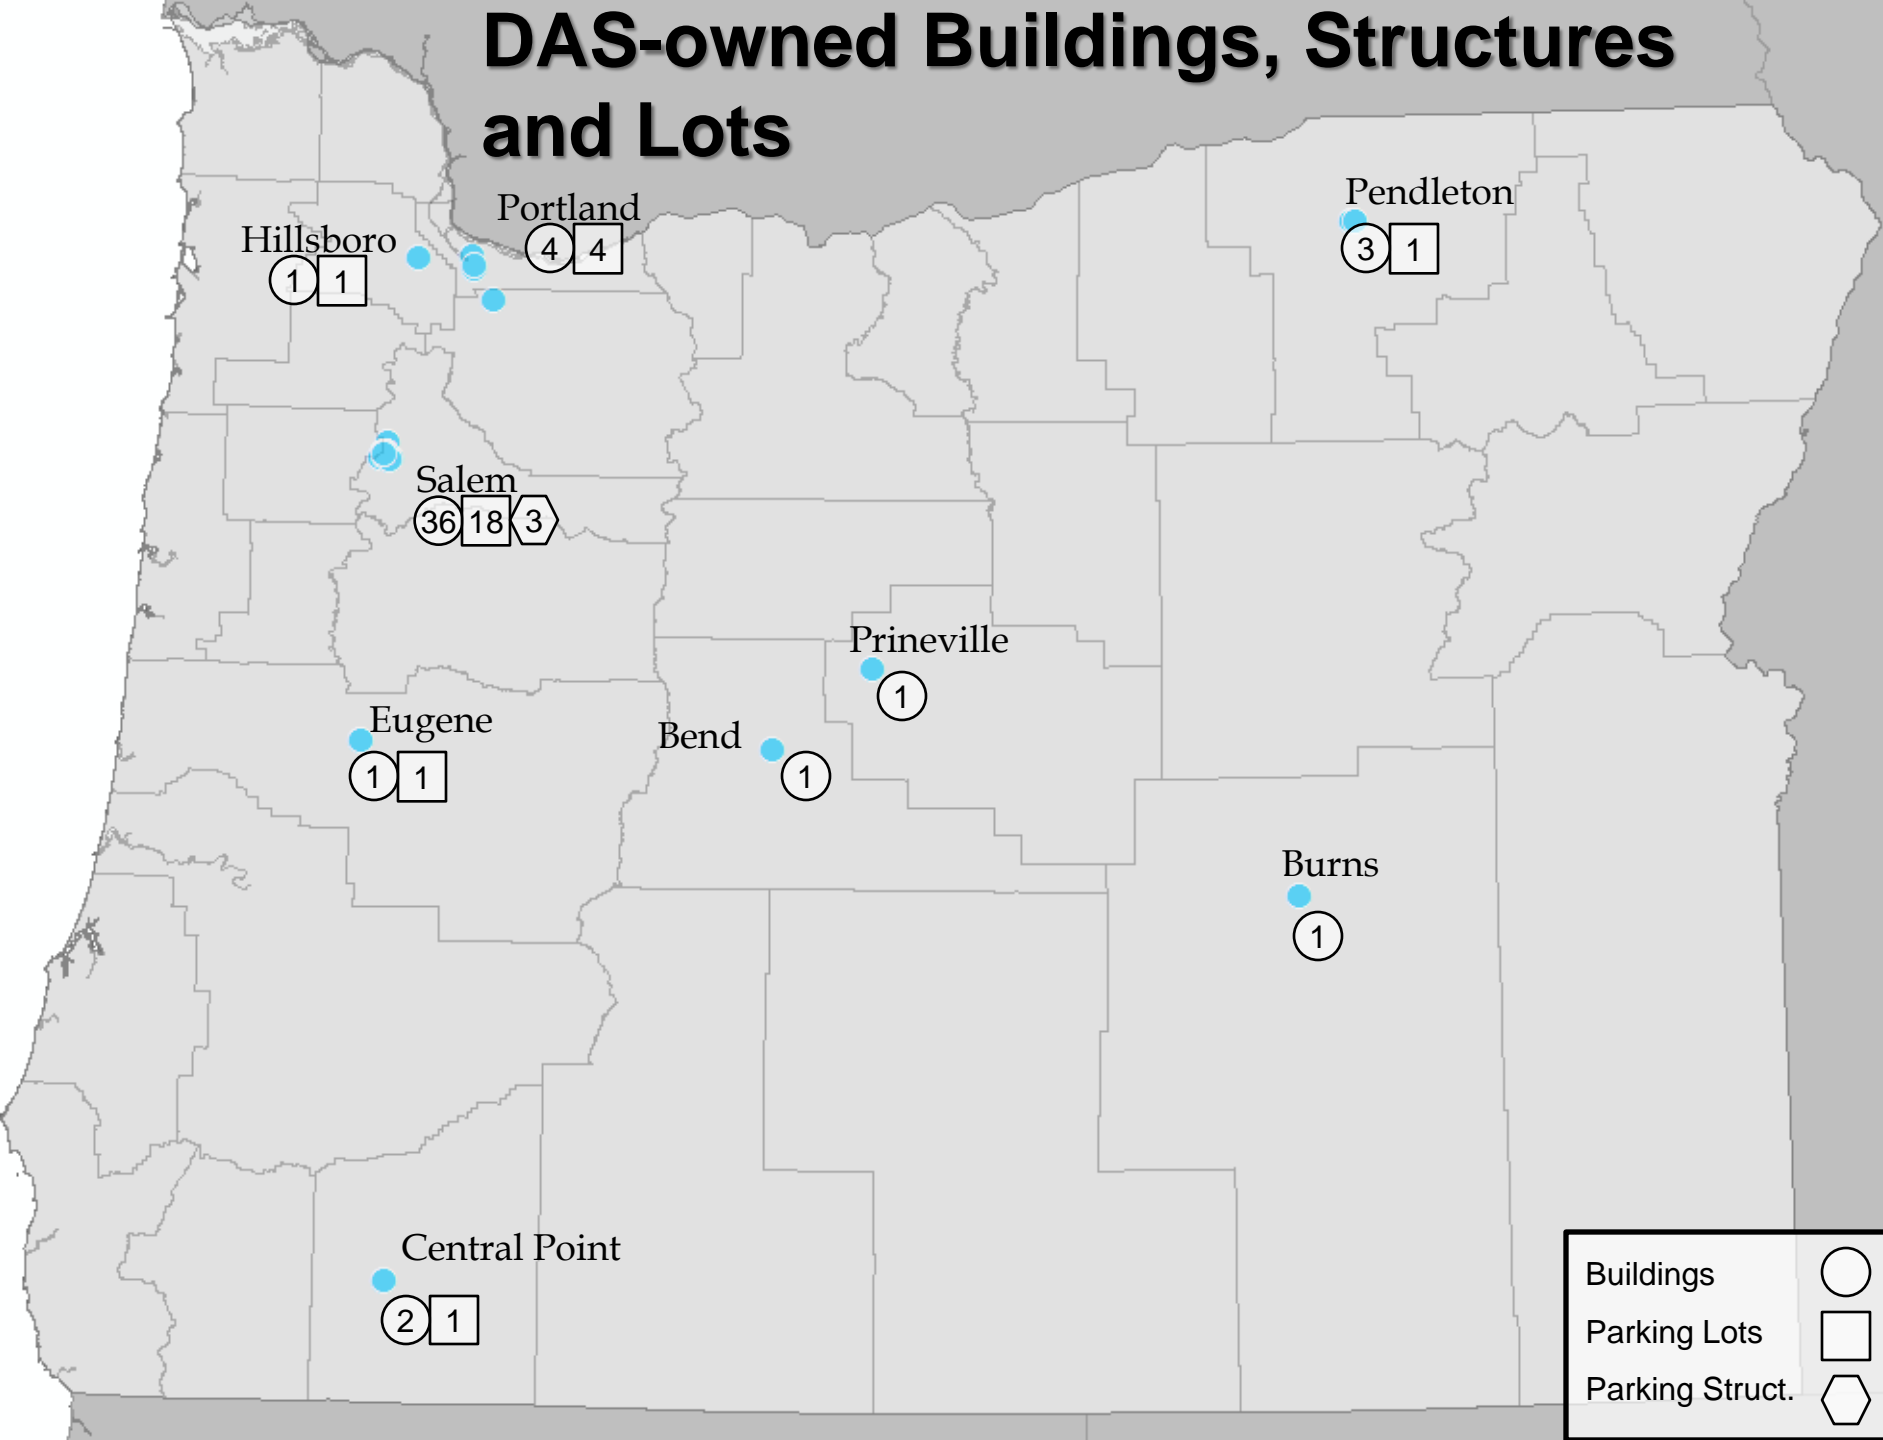 DAS-owned Buildings, Structures
and Lots
Portland
4 4
Hillsboro
1 1
Pendleton
3 1
Salem
36 18 3
Prineville
1
Eugene
1 1
Bend
1
Burns
1
Central Point
2 1
Buildings
Parking Lots
Parking Struct.